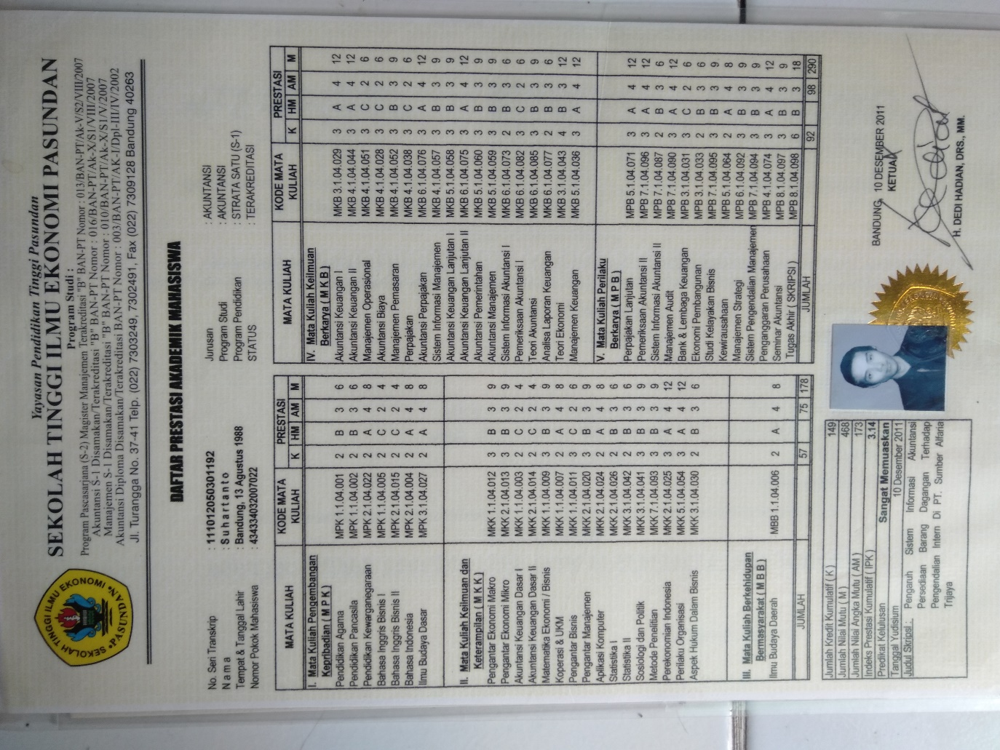 Yayasan Pendidikan Tinggi Pasundan
SEKOLAH TINGGI ILMU EKONOMI PASUNDAN
Program Studi :
Program Pascasarjana (S-2) Magister Manajemen Terakreditasi "B" BAN-PT Nomor : 013/BAN-PT/Ak-V/S2/VIII/2007
Akuntansi S-1 Disamakan/Terakreditasi "B" BAN-PT Nomor : 016/BAN-PT/Ak-X/S1/VIII/2007
Manajemen S-1 Disamakan/Terakreditasi "B" BAN-PT Nomor : 010/BAN-PT/Ak-X/S1/V/2007
Akuntansi Diploma Disamakan/Terakreditasi BAN-PT Nomor : 003/BAN-PT/AK-I/Dpl-III/IV/2002
Jl. Turangga No. 37-41 Telp. (022) 7303249, 7302491, Fax (022) 7309128 Bandung 40263
SEKOLAH TINGGI ILMU EKONOMI
PASUNDAN
DAFTAR PRESTASI AKADEMIK MAHASISWA
No. Seri Transkrip : 111012050301192
N a m a : S u h a r t a n t o
Tempat & Tanggal Lahir : Bandung, 13 Agustus 1988
Nomor Pokok Mahasiswa : 43433403200702​2
Jurusan : AKUNTANSI
Program Studi : AKUNTANSI
Program Pendidikan : STRATA SATU (S-1)
STATUS : TERAKREDITASI
MATA KULIAH KODE MATA KULIAH PRESTASI
K HM AM M
I. Mata Kuliah Pengembangan
Kepribadian ( M P K )
Pendidikan Agama MPK 1.1.04.001 2 B 3 6
Pendidikan Pancasila MPK 1.1.04.002 2 B 3 6
Pendidikan Kewarganegaraan MPK 2.1.04.022 2 A 4 8
Bahasa Inggris Bisnis I MPK 1.1.04.005 2 C 2 4
Bahasa Inggris Bisnis II MPK 2.1.04.015 2 C 2 4
Bahasa Indonesia MPK 2.1.04.004 2 A 4 8
Ilmu Budaya Dasar MPK 3.1.04.027 2 A 4 8
II. Mata Kuliah Keilmuan dan
Keterampilan ( M K K )
Pengantar Ekonomi Makro MKK 1.1.04.012 3 B 3 9
Pengantar Ekonomi Mikro MKK 2.1.04.013 3 B 3 9
Akuntansi Keuangan Dasar I MKK 1.1.04.003 2 C 2 4
Akuntansi Keuangan Dasar II MKK 2.1.04.014 2 C 2 4
Matematika Ekonomi / Bisnis MKK 1.1.04.009 3 B 3 9
Koperasi & UKM MKK 1.1.04.007 2 A 4 8
Pengantar Bisnis MKK 1.1.04.011 3 C 2 6
Pengantar Manajemen MKK 2.1.04.020 3 B 3 9
Aplikasi Komputer MKK 2.1.04.024 2 A 4 8
Statistika I MKK 2.1.04.026 2 B 3 6
Statistika II MKK 3.1.04.042 2 B 3 6
Sosiologi dan Politik MKK 3.1.04.041 3 B 3 9
Metode Penelitian MKK 7.1.04.093 3 B 3 9
Perekonomian Indonesia MKK 2.1.04.025 3 A 4 12
Perilaku Organisasi MKK 5.1.04.054 3 A 4 12
Aspek Hukum Dalam Bisnis MKK 3.1.04.030 2 B 3 6
III. Mata Kuliah Berkehidupan
Bermasyarakat ( M B B )
Ilmu Budaya Daerah MBB 1.1.04.006 2 A 4 8
JUMLAH 57 75 178
MATA KULIAH KODE MATA KULIAH PRESTASI
K HM AM M
IV. Mata Kuliah Keilmuan
Berkarya ( M K B )
Akuntansi Keuangan I MKB 3.1.04.029 3 A 4 12
Akuntansi Keuangan II MKB 4.1.04.044 3 A 4 12
Manajemen Operasional MKB 4.1.04.051 3 C 2 6
Akuntansi Biaya MKB 4.1.04.028 3 C 2 6
Manajemen Pemasaran MKB 3.1.04.052 3 B 3 9
Perpajakan MKB 4.1.04.038 3 C 2 6
Akuntansi Perpajakan MKB 6.1.04.076 3 A 4 12
Sistem Informasi Manajemen MKB 4.1.04.057 3 B 3 9
Akuntansi Keuangan Lanjutan I MKB 5.1.04.058 3 B 3 9
Akuntansi Keuangan Lanjutan II MKB 6.1.04.075 3 A 4 12
Akuntansi Pemerintahan MKB 5.1.04.060 3 B 3 9
Akuntansi Manajemen MKB 5.1.04.059 3 B 3 9
Sistem Informasi Akuntansi I MKB 6.1.04.073 2 B 3 6
Pemeriksaan Akuntansi I MKB 6.1.04.082 3 C 2 6
Teori Akuntansi MKB 6.1.04.085 3 B 3 9
Analisa Laporan Keuangan MKB 6.1.04.077 2 B 3 6
Teori Ekonomi MKB 3.1.04.043 4 B 3 12
Manajemen Keuangan MKB 5.1.04.036 3 A 4 12
V. Mata Kuliah Perilaku
Berkarya ( M P B )
Perpajakan Lanjutan MPB 5.1.04.071 3 A 4 12
Pemeriksaan Akuntansi II MPB 7.1.04.096 3 A 4 12
Sistem Informasi Akuntansi II MPB 7.1.04.087 2 B 3 6
Manajemen Audit MPB 7.1.04.090 3 A 4 12
Bank & Lembaga Keuangan MPB 3.1.04.031 3 C 2 6
Ekonomi Pembangunan MPB 3.1.04.033 2 B 3 6
Studi Kelayakan Bisnis MPB 7.1.04.095 3 B 3 9
Kewirausahaan MPB 5.1.04.064 2 A 4 8
Manajemen Strategi MPB 6.1.04.092 3 B 3 9
Sistem Pengendalian Manajemen MPB 7.1.04.094 3 B 3 9
Penganggaran Perusahaan MPB 4.1.04.074 3 A 4 12
Seminar Akuntansi MPB 8.1.04.097 3 B 3 9
Tugas Akhir ( SKRIPSI ) MPB 8.1.04.098 6 B 3 18
JUMLAH 92 98 290
Jumlah Kredit Kumulatif ( K ) 149
Jumlah Nilai Mutu ( M ) 468
Jumlah Nilai Angka Mutu ( AM ) 173
Indeks Prestasi Kumulatif ( IPK ) 3.14
Predikat Kelulusan Sangat Memuaskan
Tanggal Yudisium 10 Desember 2011
Judul Skripsi : Pengaruh Sistem Informasi Akuntansi
Persediaan Barang Dagangan Terhadap
Pengendalian Intern Di PT. Sumber Alfaria
Trijaya
BANDUNG, 10 DESEMBER 2011
KETUA
H. DEDI HADIAN, DRS., MM.